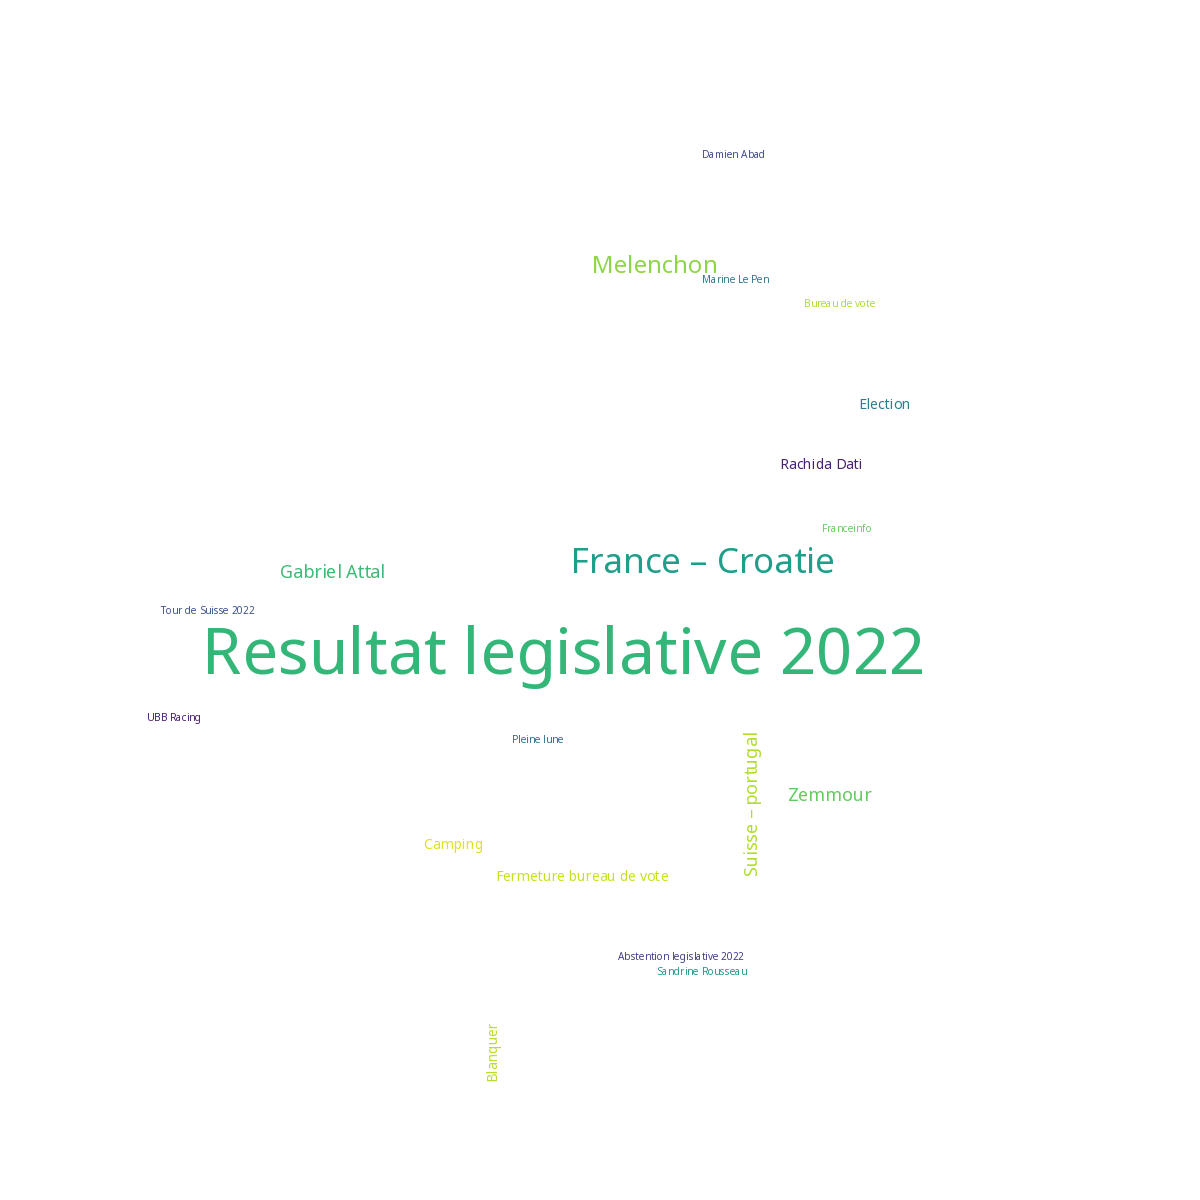 Damien Abad
Melenchon
Marine Le Pen
Bureau de vote
Election
Rachida Dati
Franceinfo
France – Croatie
Gabriel Attal
Tour de Suisse 2022
Resultat legislative 2022
UBB Racing
Pleine lune
Suisse – portugal
Zemmour
Camping
Fermeture bureau de vote
Abstention legislative 2022
Sandrine Rousseau
Blanquer